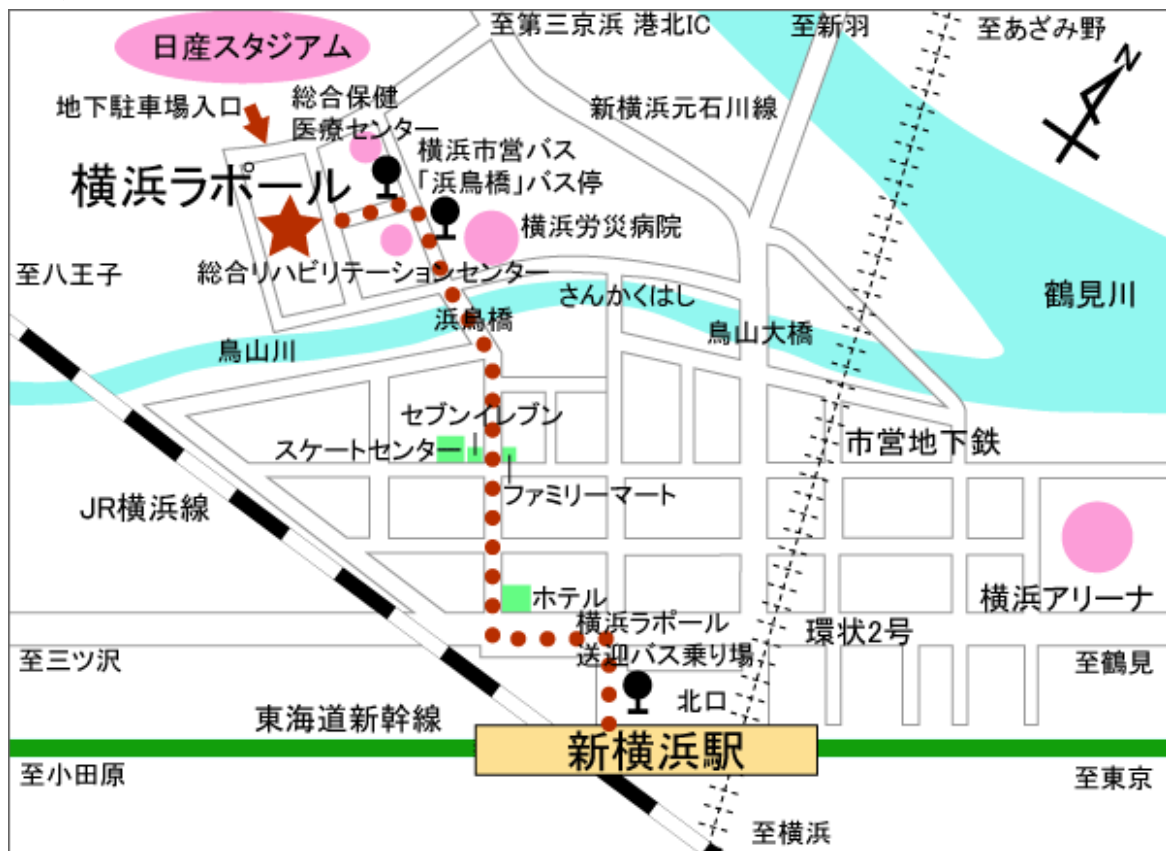 至第三京浜 港北IC
至新羽
至あざみ野
日産スタジアム
N
地下駐車場入口
総合保健
医療センター
新横浜元石川線
横浜市営バス
「浜鳥橋」バス停
横浜ラポール
横浜労災病院
至八王子
総合リハビリテーションセンター
さんかくはし
鶴見川
浜鳥橋
鳥山大橋
鳥山川
セブンイレブン
スケートセンター
市営地下鉄
ファミリーマート
JR横浜線
ホテル
横浜アリーナ
横浜ラポール
送迎バス乗り場
環状2号
至三ツ沢
至鶴見
北口
東海道新幹線
新横浜駅
至小田原
至東京
至横浜